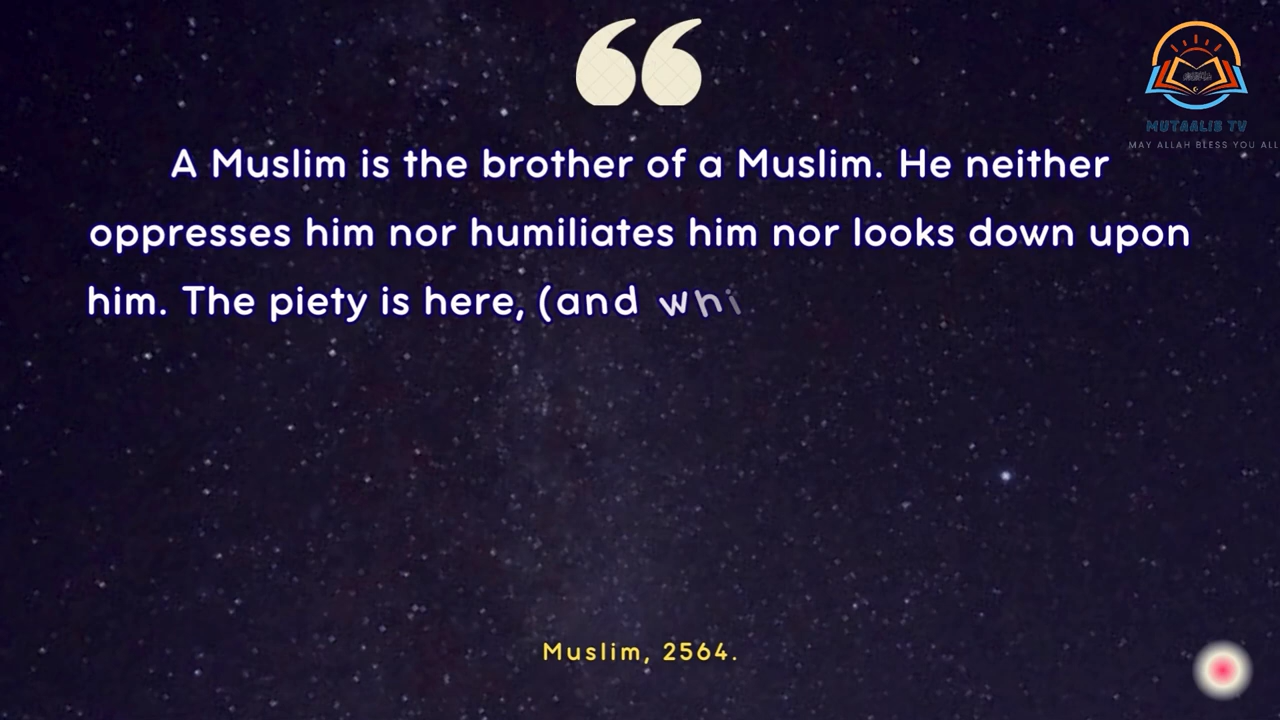 MUTAALIB TV
MAY ALLAH BLESS YOU ALL
A Muslim is the brother of a Muslim. He neither
oppresses him nor humiliates him nor looks down upon
him. The piety is here, (and whi
Muslim, 2564.